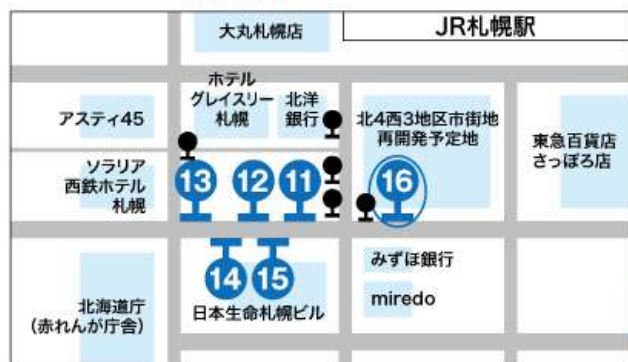 大丸札幌店
JR札幌駅
アスティ45
ホテル
グレイスリー
札幌
北洋
銀行
北4西3地区市街地
再開発予定地
東急百貨店
さっぽろ店
ソラリア
西鉄ホテル
札幌
13
12
11
16
14
15
みずほ銀行
miredo
日本生命札幌ビル
北海道庁
(赤れんが庁舎)